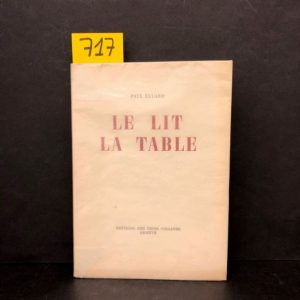 717
PAUL ELUARD
LE LIT
LA TABLE
EDITIONS DES TROIS COLLINES
GENEVE